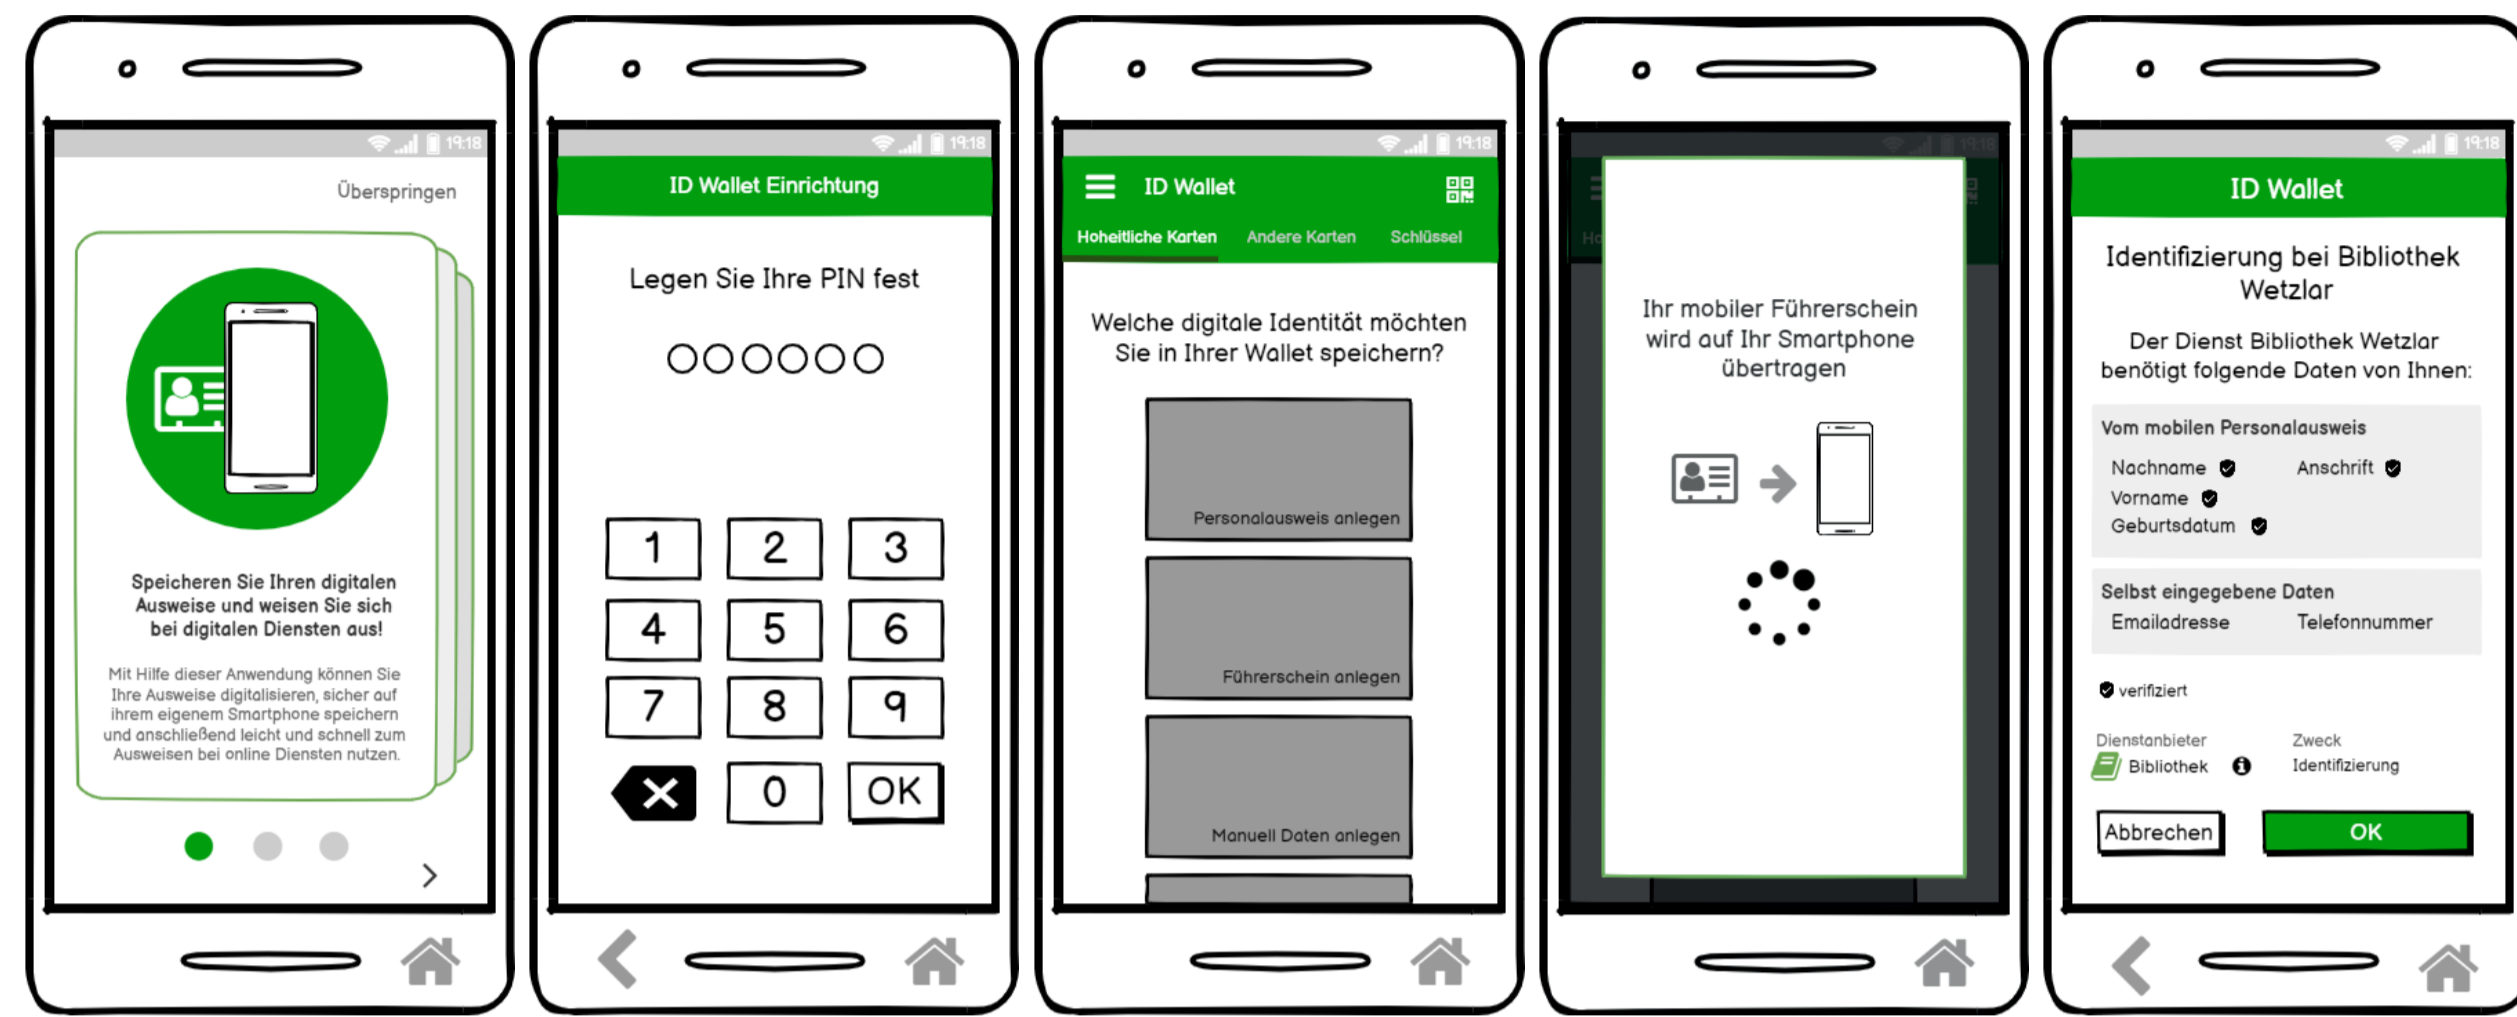 19:18
Überspringen
Speicheren Sie Ihren digitalen
Ausweise und weisen Sie sich
bei digitalen Diensten aus!
Mit Hilfe dieser Anwendung können Sie
Ihre Ausweise digitalisieren, sicher auf
ihrem eigenem Smartphone speichern
und anschließend leicht und schnell zum
Ausweisen bei online Diensten nutzen.
19:18
ID Wallet Einrichtung
Legen Sie Ihre PIN fest
1 2 3
4 5 6
7 8 9
0 OK
19:18
ID Wallet
Hoheitliche Karten Andere Karten Schlüssel
Welche digitale Identität möchten
Sie in Ihrer Wallet speichern?
Personalausweis anlegen
Führerschein anlegen
Manuell Daten anlegen
19:18
Ho
Ihr mobiler Führerschein
wird auf Ihr Smartphone
übertragen
19:18
ID Wallet
Identifizierung bei Bibliothek
Wetzlar
Der Dienst Bibliothek Wetzlar
benötigt folgende Daten von Ihnen:
Vom mobilen Personalausweis
Nachname Anschrift
Vorname
Geburtsdatum
Selbst eingegebene Daten
Emailadresse Telefonnummer
verifiziert
Dienstanbieter Zweck
Bibliothek Identifizierung
Abbrechen OK